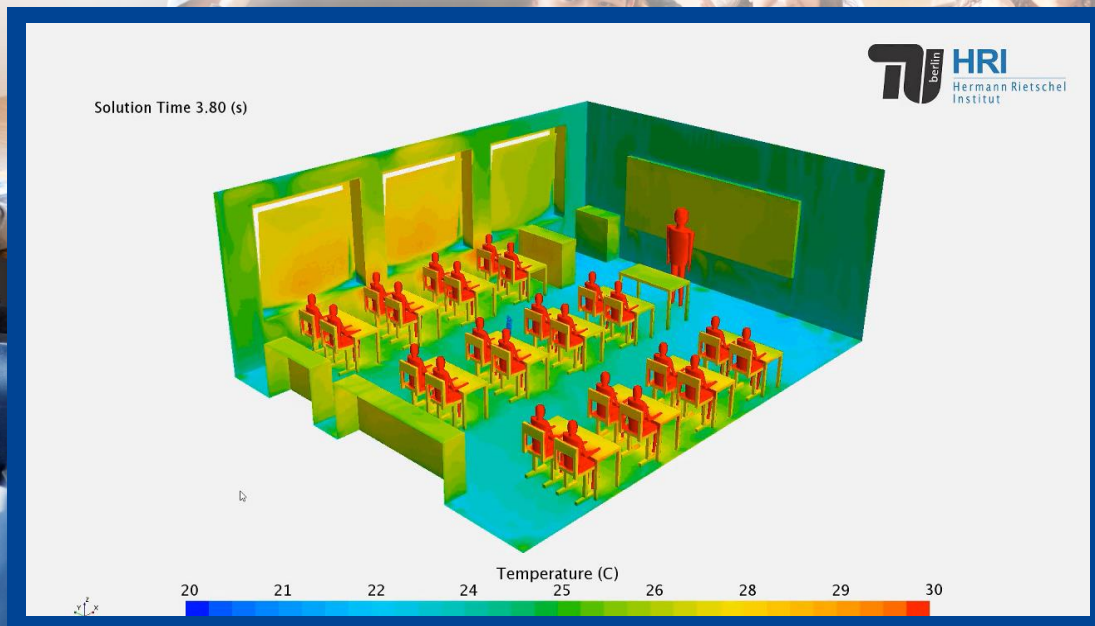 berlin
HRI
Hermann Rietschel
Institut
Solution Time 3.80 (s)
Temperature (C)
20 21 22 24 25 26 28 29 30
Z
Y X